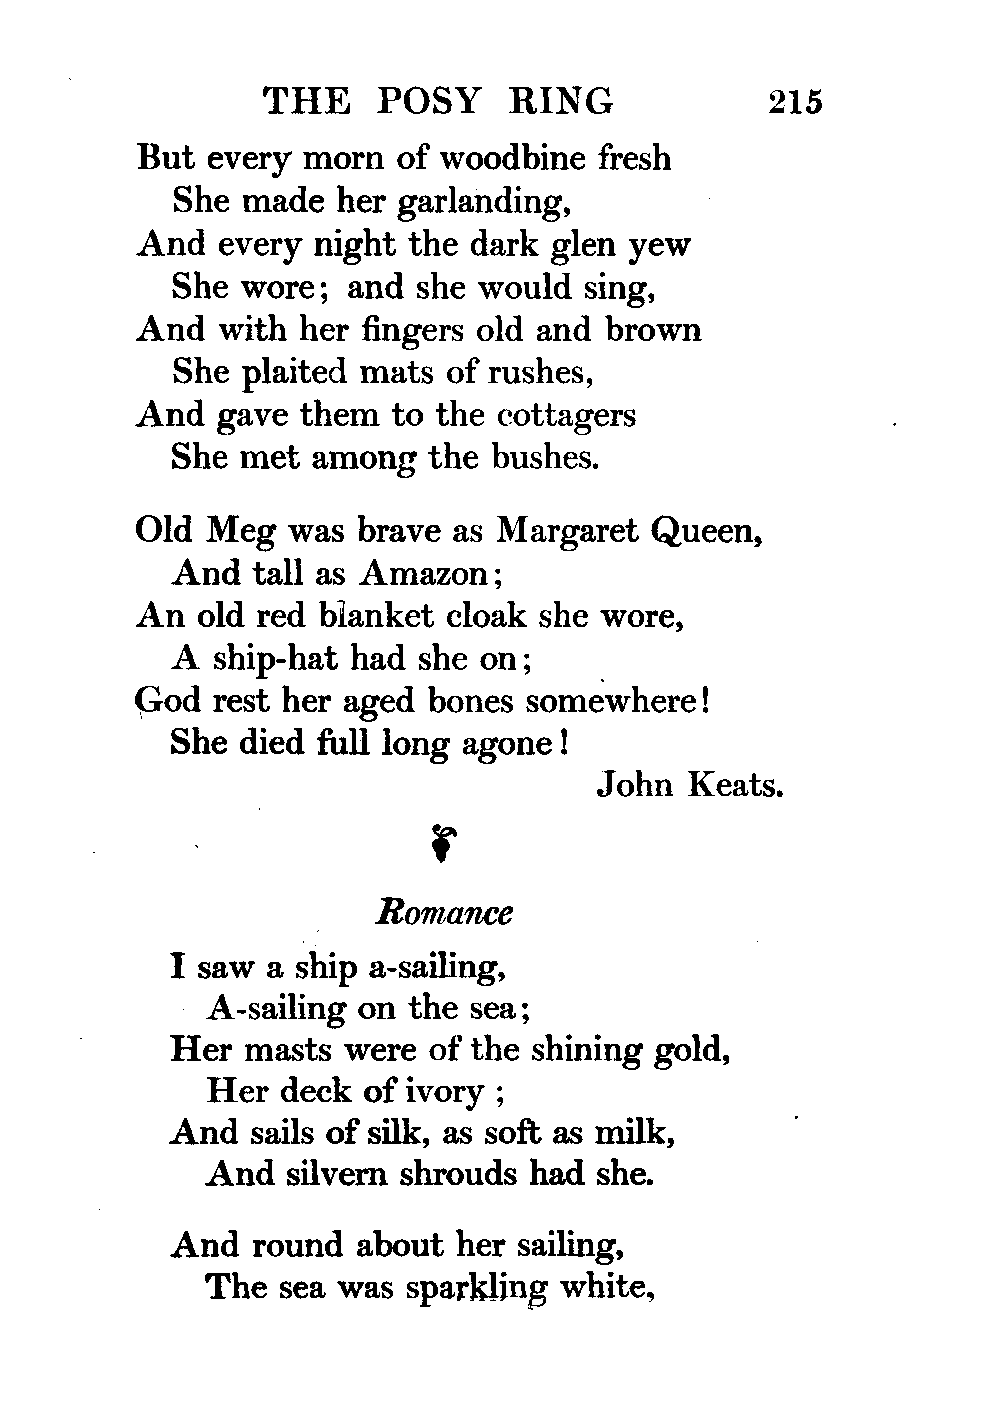 THE POSY RING 215
But every morn of woodbine fresh
She made her garlanding,
And every night the dark glen yew
She wore; and she would sing,
And with her fingers old and brown
She plaited mats of rushes,
And gave them to the cottagers
She met among the bushes.
Old Meg was brave as Margaret Queen,
And tall as Amazon;
An old red blanket cloak she wore,
A ship-hat had she on;
God rest her aged bones somewhere!
She died full long agone!
John Keats.
Romance
I saw a ship a-sailing,
A-sailing on the sea;
Her masts were of the shining gold,
Her deck of ivory ;
And sails of silk, as soft as milk,
And silvern shrouds had she.
And round about her sailing,
The sea was sparkling white,